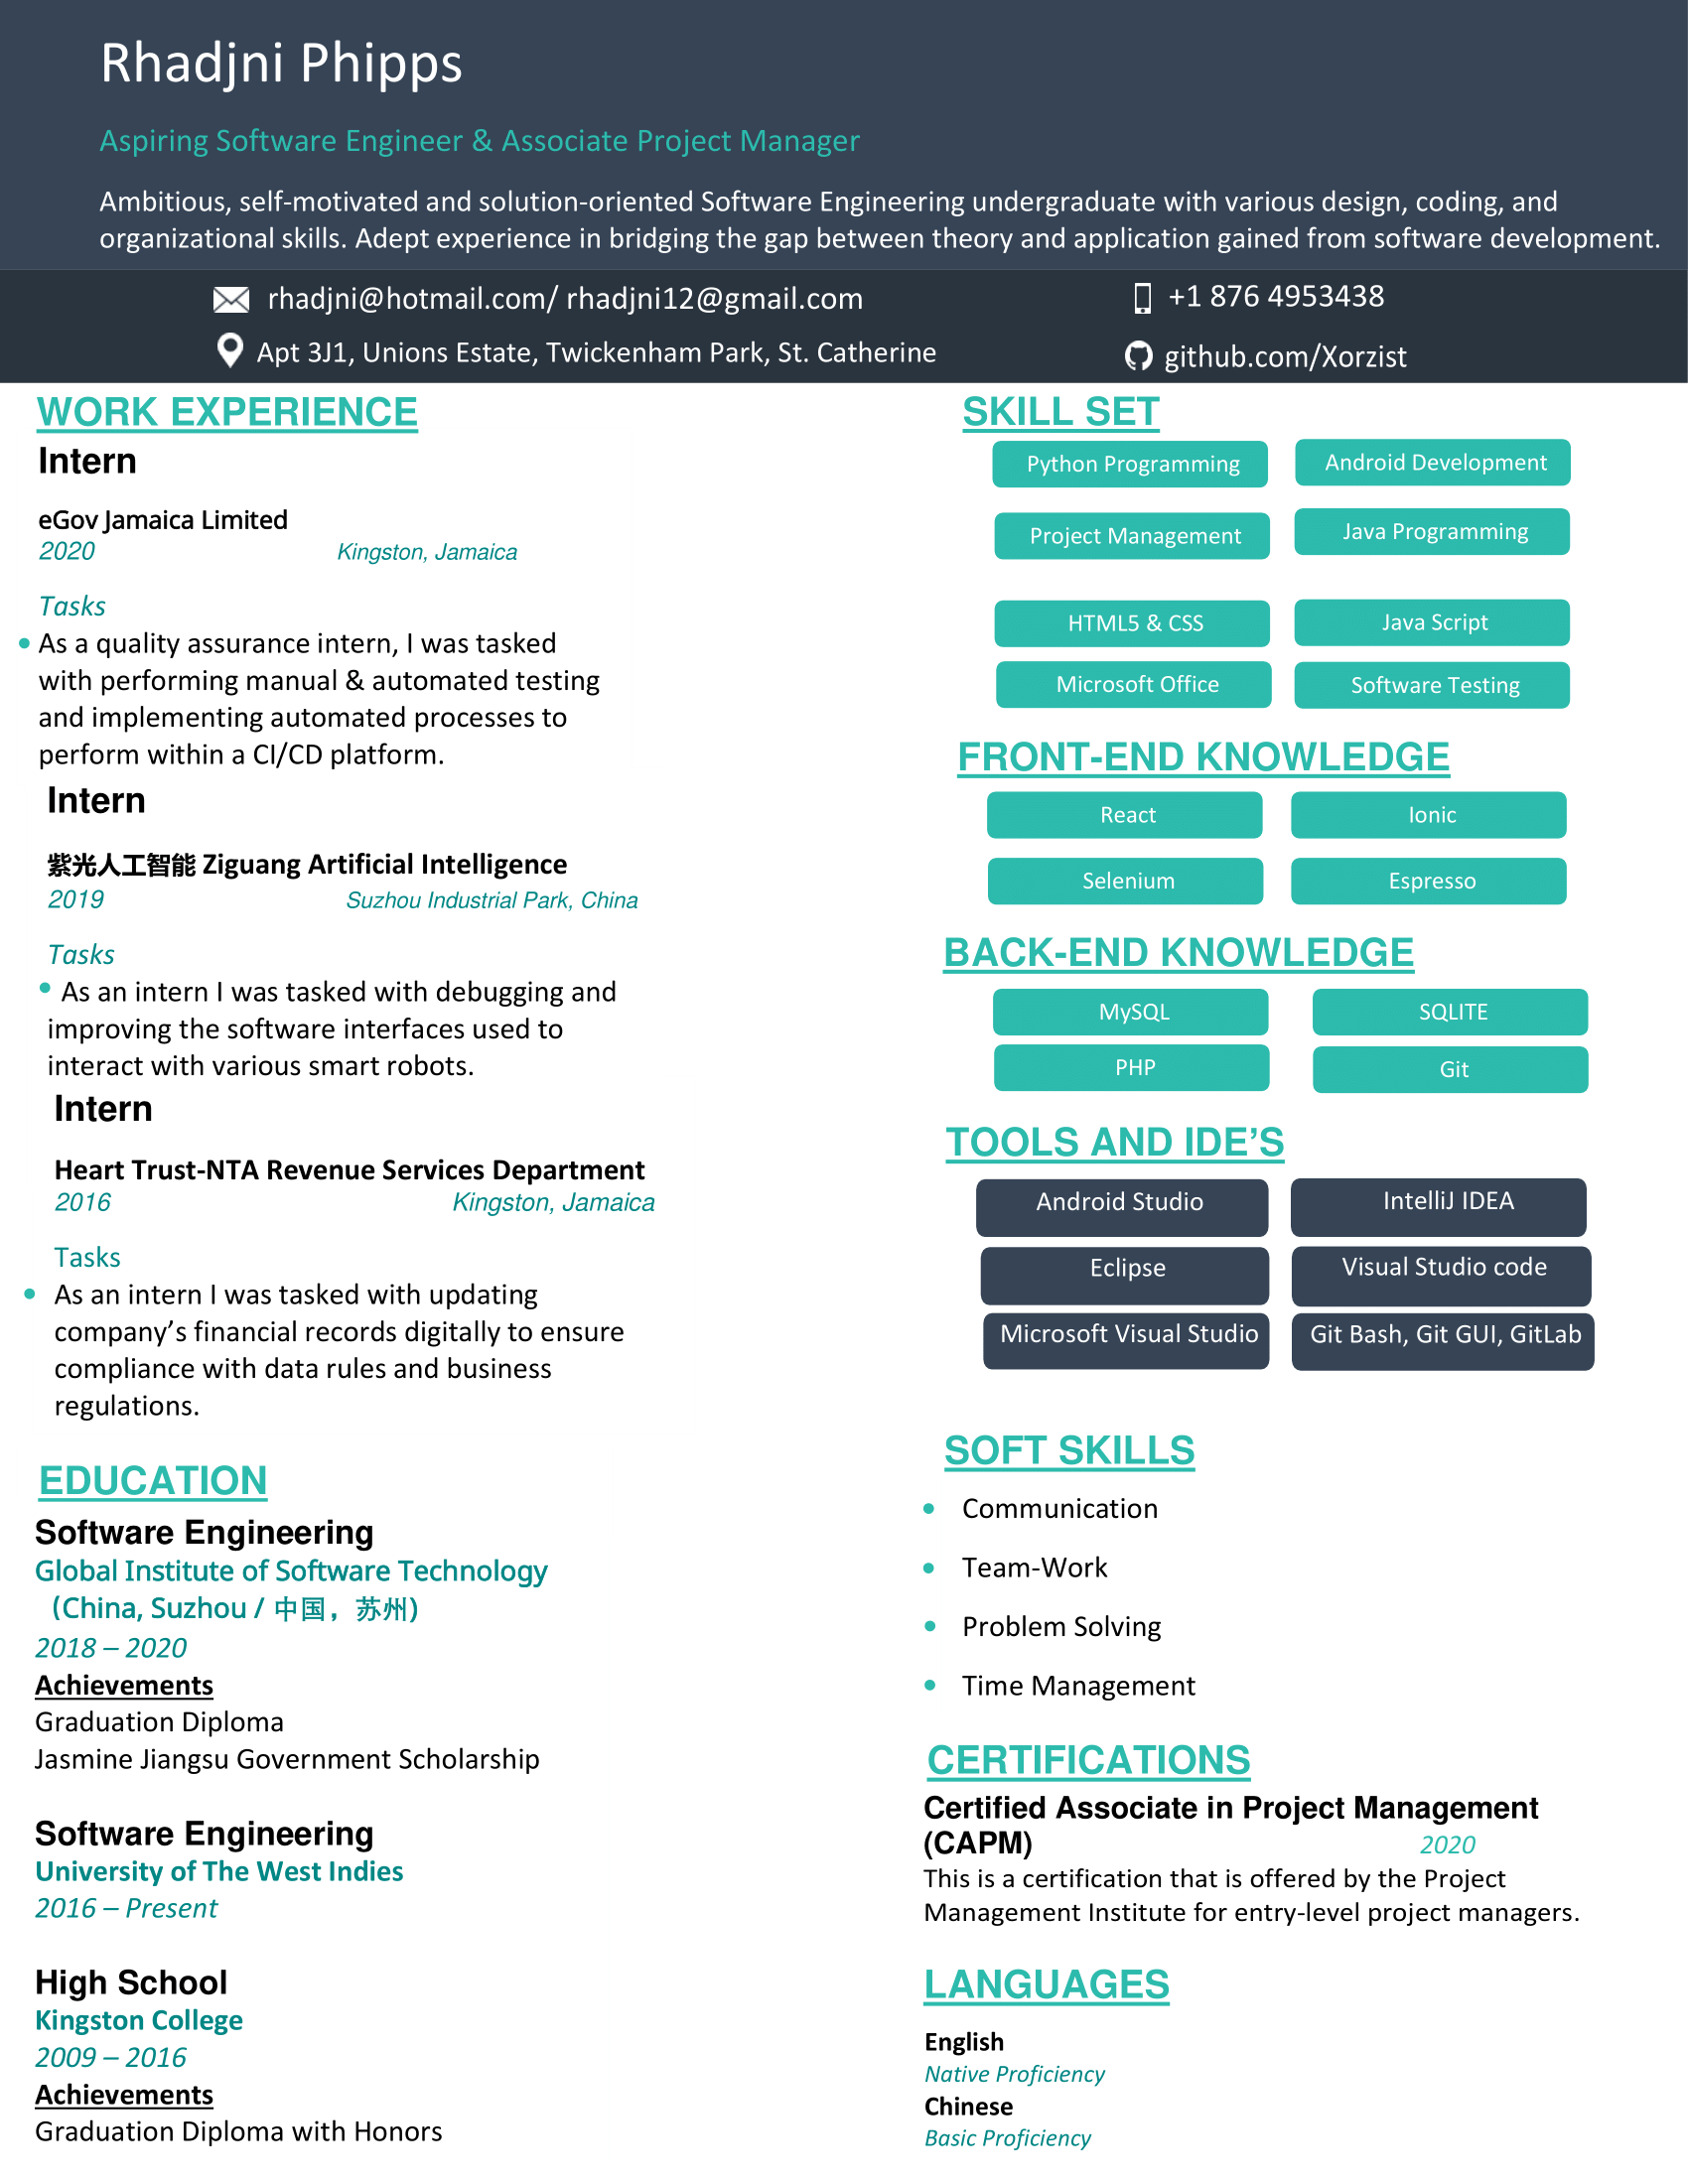 Rhadjni Phipps
Aspiring Software Engineer & Associate Project Manager
Ambitious, self-motivated and solution-oriented Software Engineering undergraduate with various design, coding, and
organizational skills. Adept experience in bridging the gap between theory and application gained from software development.
rhadjni@hotmail.com/ rhadjni12@gmail.com
+1 876 4953438
Apt 3J1, Unions Estate, Twickenham Park, St. Catherine
github.com/Xorzist
WORK EXPERIENCE
Intern
eGov Jamaica Limited
2020 Kingston, Jamaica
Tasks
As a quality assurance intern, I was tasked
with performing manual & automated testing
and implementing automated processes to
perform within a CI/CD platform.
Intern
紫光人工智能 Ziguang Artificial Intelligence
2019 Suzhou Industrial Park, China
Tasks
As an intern I was tasked with debugging and
improving the software interfaces used to
interact with various smart robots.
Intern
Heart Trust-NTA Revenue Services Department
2016 Kingston, Jamaica
Tasks
As an intern I was tasked with updating
company’s financial records digitally to ensure
compliance with data rules and business
regulations.
EDUCATION
Software Engineering
Global Institute of Software Technology
（China, Suzhou / 中国，苏州)
2018 – 2020
Achievements
Graduation Diploma
Jasmine Jiangsu Government Scholarship
Software Engineering
University of The West Indies
2016 – Present
High School
Kingston College
2009 – 2016
Achievements
Graduation Diploma with Honors
SKILL SET
Python Programming Android Development
Project Management Java Programming
HTML5 & CSS Java Script
Microsoft Office Software Testing
FRONT-END KNOWLEDGE
React Ionic
Selenium Espresso
BACK-END KNOWLEDGE
MySQL SQLITE
PHP Git
TOOLS AND IDE’S
Android Studio IntelliJ IDEA
Eclipse Visual Studio code
Microsoft Visual Studio Git Bash, Git GUI, GitLab
SOFT SKILLS
Communication
Team-Work
Problem Solving
Time Management
CERTIFICATIONS
Certified Associate in Project Management
(CAPM) 2020
This is a certification that is offered by the Project
Management Institute for entry-level project managers.
LANGUAGES
English
Native Proficiency
Chinese
Basic Proficiency